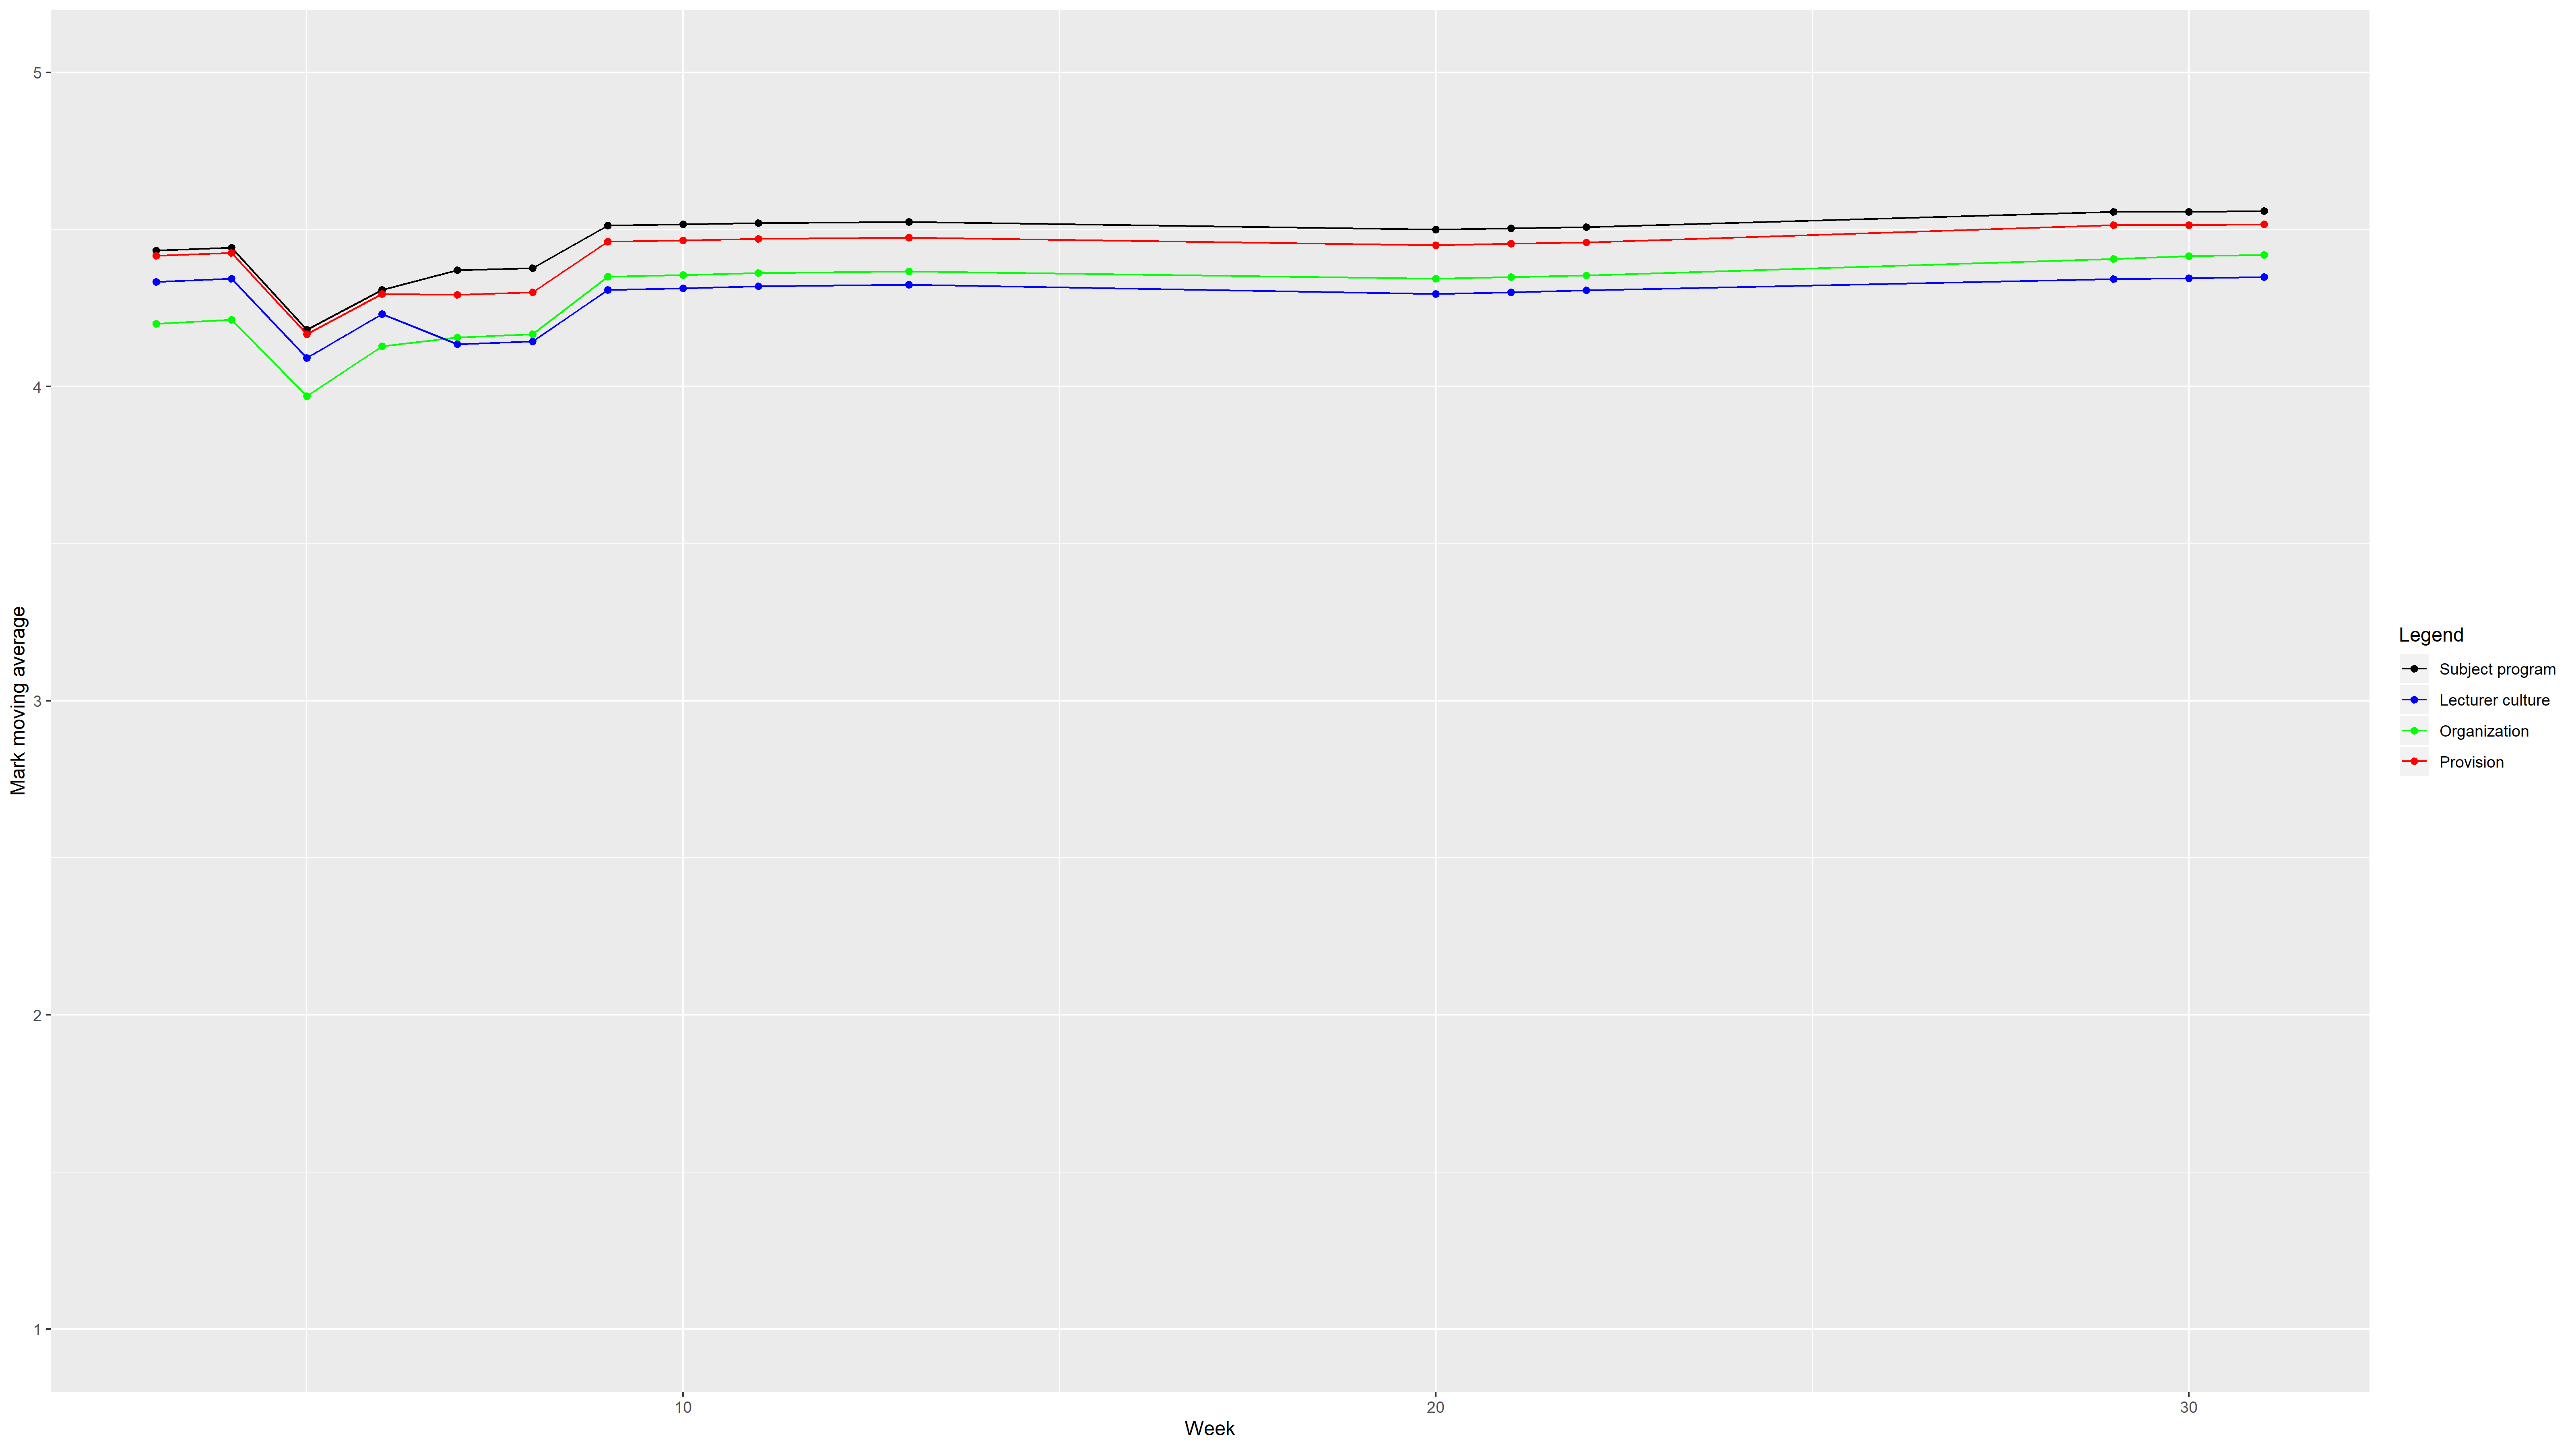 5
4
3
2
1
Mark moving average
10
20
30
Week
Legend
Subject program
Lecturer culture
Organization
Provision